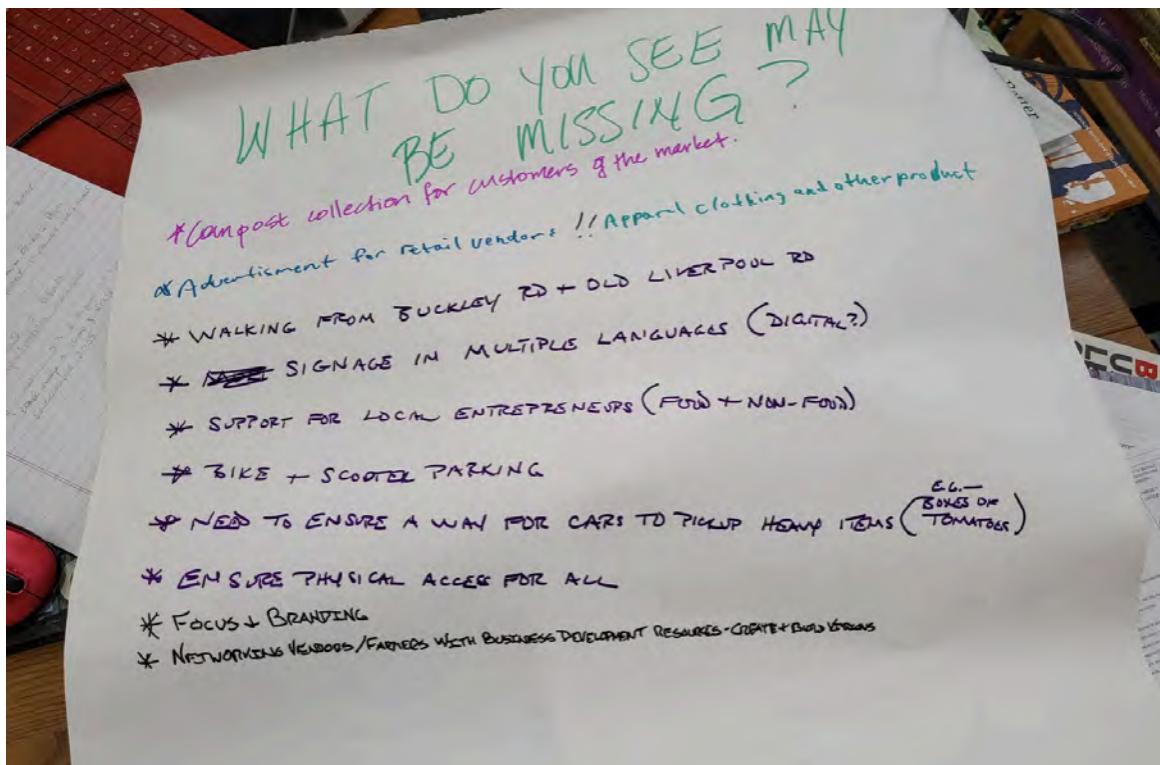 WHAT DO YOU SEE MAY
BE MISSING?
*Compost collection for customers of the market.
*Advertisment for retail vendors !! Apparel clothing and other product
* WALKING FROM BUCKLEY RD + OLD LIVERPOOL RD
* SIGNAGE IN MULTIPLE LANGUAGES (DIGITAL?)
* SUPPORT FOR LOCAL ENTREPRENEURS (FOOD + NON-FOOD)
* BIKE + SCOOTER PARKING
* NEED TO ENSURE A WAY FOR CARS TO PICKUP HEAVY ITEMS (E.G.— BOXES OF TOMATOES)
* ENSURE PHYSICAL ACCESS FOR ALL
* FOCUS + BRANDING
* NETWORKING VENDORS/FARMERS WITH BUSINESS DEVELOPMENT RESOURCES - CREATE + BUILD